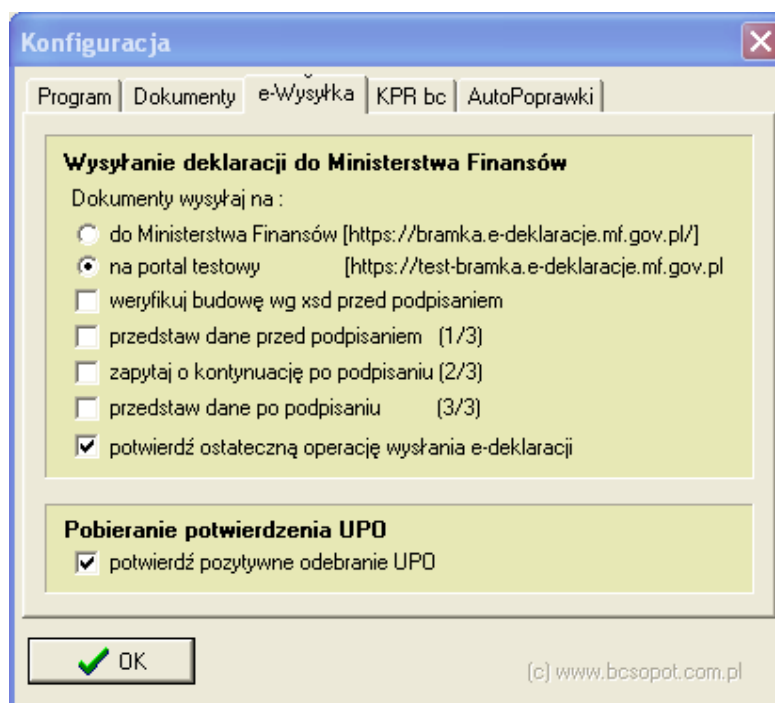 Konfiguracja
Program Dokumenty e-Wysyłka KPR bc AutoPoprawki
Wysyłanie deklaracji do Ministerstwa Finansów
Dokumenty wysyłaj na :
do Ministerstwa Finansów [https://bramka.e-deklaracje.mf.gov.pl/]
na portal testowy [https://test-bramka.e-deklaracje.mf.gov.pl
weryfikuj budowę wg xsd przed podpisaniem
przedstaw dane przed podpisaniem (1/3)
zapytaj o kontynuację po podpisaniu (2/3)
przedstaw dane po podpisaniu (3/3)
potwierdź ostateczną operację wysłania e-deklaracji
Pobieranie potwierdzenia UPO
potwierdź pozytywne odebranie UPO
OK
(c) www.bcsopot.com.pl